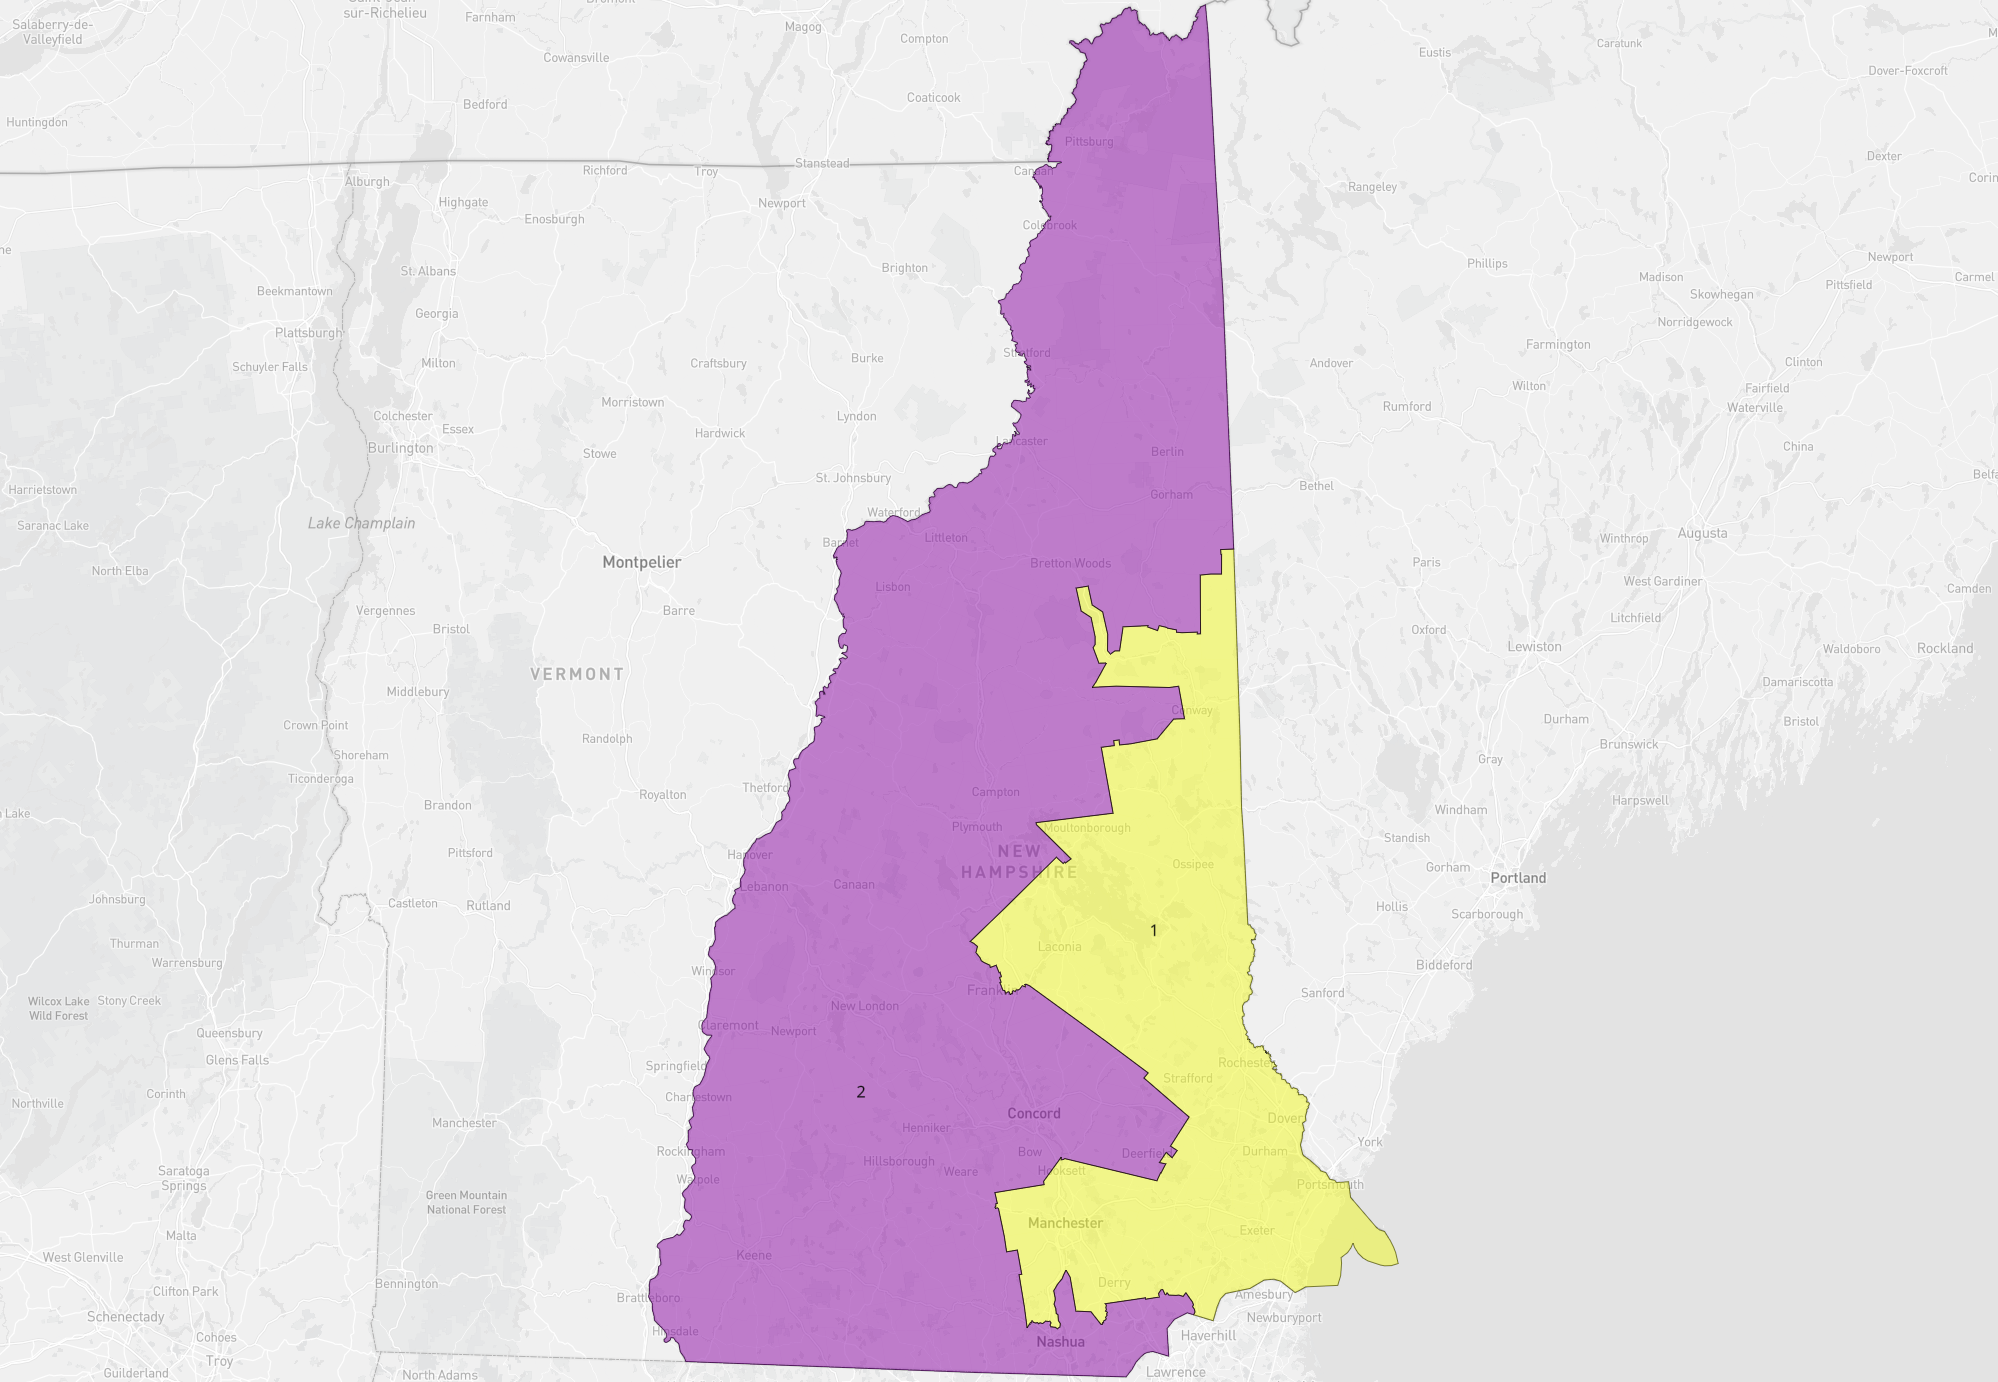 Salaberry-de-
Valleyfield
sur-Richelieu
Farnham
Magog
Compton
Cowansville
Eustis
Caratunk
Dover-Foxcroft
Huntingdon
Bedford
Coaticook
Pittsburg
Dexter
Stanstead
Alburgh
Richford
Troy
Canaan
Rangeley
Highgate
Newport
Enosburgh
Colebrook
St. Albans
Brighton
Phillips
Madison
Newport
Carmel
Pittsfield
Skowhegan
Beekmantown
Georgia
Norridgewock
Plattsburgh
Farmington
Schuyler Falls
Milton
Craftsbury
Burke
Stratford
Andover
Clinton
Wilton
Fairfield
Waterville
Morristown
Colchester
Lyndon
Rumford
Essex
Hardwick
Burlington
Lancaster
China
Stowe
Berlin
St. Johnsbury
Harrietstown
Gorham
Bethel
Saranac Lake
Lake Champlain
Waterford
Barnet
Littleton
Augusta
Winthrop
Montpelier
Bretton Woods
Paris
North Elba
Lisbon
West Gardiner
Camden
Vergennes
Barre
Litchfield
Bristol
Oxford
Lewiston
Waldoboro
Rockland
VERMONT
Middlebury
Damariscotta
Conway
Crown Point
Durham
Bristol
Randolph
Shoreham
Brunswick
Gray
Ticonderoga
Thetford
Royalton
Campton
Brandon
Lake
Harpswell
Windham
Plymouth
Moultonborough
Standish
NEW
HAMPSHIRE
Pittsford
Hanover
Ossipee
Gorham
Portland
Lebanon
Canaan
Johnsburg
Castleton
Rutland
Hollis
Scarborough
1
Thurman
Laconia
Warrensburg
Windsor
Biddeford
Franklin
Sanford
Wilcox Lake
Wild Forest
Stony Creek
New London
Queensbury
Claremont
Newport
Glens Falls
Springfield
Rochester
Strafford
2
Corinth
Charlestown
Northville
Concord
Dover
Manchester
Henniker
York
Rockingham
Bow
Deerfield
Durham
Hillsborough
Weare
Hooksett
Saratoga
Springs
Walpole
Portsmouth
Green Mountain
National Forest
Manchester
Exeter
Malta
West Glenville
Keene
Bennington
Derry
Clifton Park
Brattleboro
Amesbury
Schenectady
Newburyport
Hinsdale
Cohoes
Nashua
Haverhill
Troy
Guilderland
North Adams
Lawrence